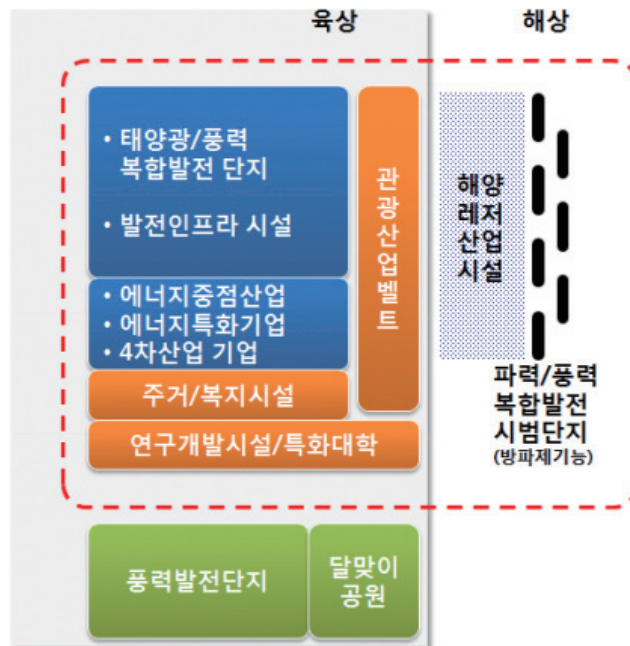 육상
해상
• 태양광/풍력
복합발전 단지
• 발전인프라 시설
• 에너지중점산업
• 에너지특화기업
• 4차산업 기업
관
광
산
업
벨
트
해양
레저
산업
시설
주거/복지시설
연구개발시설/특화대학
파력/풍력
복합발전
시범단지
(방파제기능)
풍력발전단지
달맞이
공원